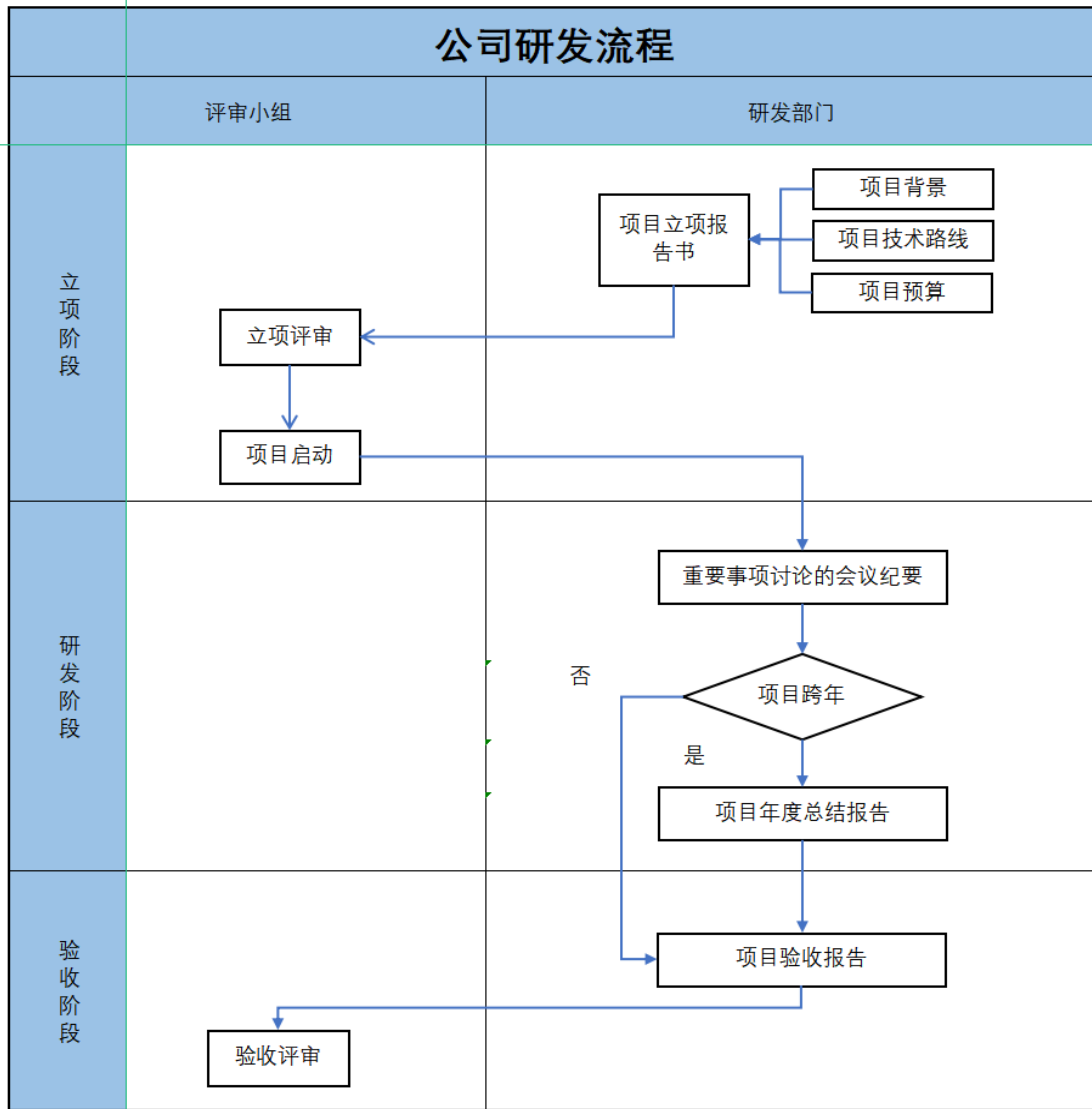 公司研发流程
评审小组
研发部门
立
项
阶
段
项目立项报
告书
项目背景
项目技术路线
项目预算
立项评审
项目启动
研
发
阶
段
重要事项讨论的会议纪要
否
项目跨年
是
项目年度总结报告
验
收
阶
段
项目验收报告
验收评审